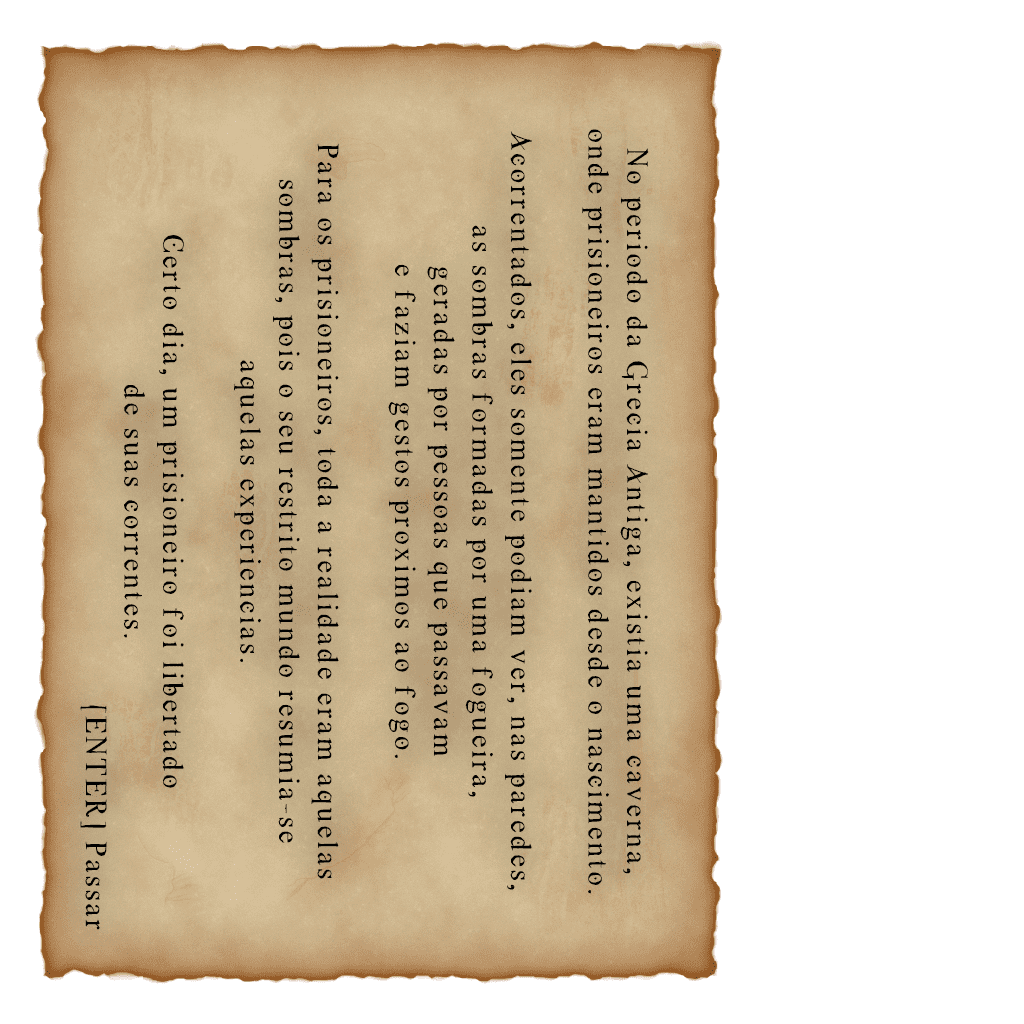 No periodo da Grecia Antiga, existia uma caverna,
onde prisioneiros eram mantidos desde o nascimento.
Acorrentados, eles somente podiam ver, nas paredes,
as sombras formadas por uma fogueira,
geradas por pessoas que passavam
e faziam gestos proximos ao fogo.
Para os prisioneiros, toda a realidade eram aquelas
sombras, pois o seu restrito mundo resumia-se
aquelas experiencias.
Certo dia, um prisioneiro foi libertado
de suas correntes.
[ENTER] Passar